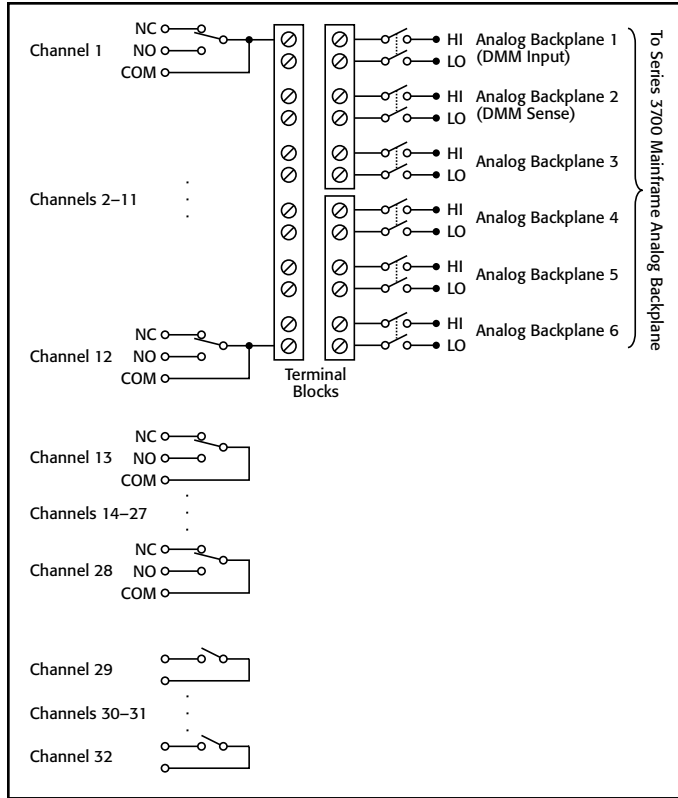 NC
Channel 1 NO
COM
HI Analog Backplane 1
LO (DMM Input)
HI Analog Backplane 2
LO (DMM Sense)
HI
Analog Backplane 3
LO
Channels 2–11
HI
Analog Backplane 4
LO
HI
Analog Backplane 5
LO
HI
Analog Backplane 6
LO
To Series 3700 Mainframe Analog Backplane
NC
Channel 12 NO
COM
Terminal
Blocks
NC
Channel 13 NO
COM
Channels 14–27
NC
Channel 28 NO
COM
Channel 29
Channels 30–31
Channel 32